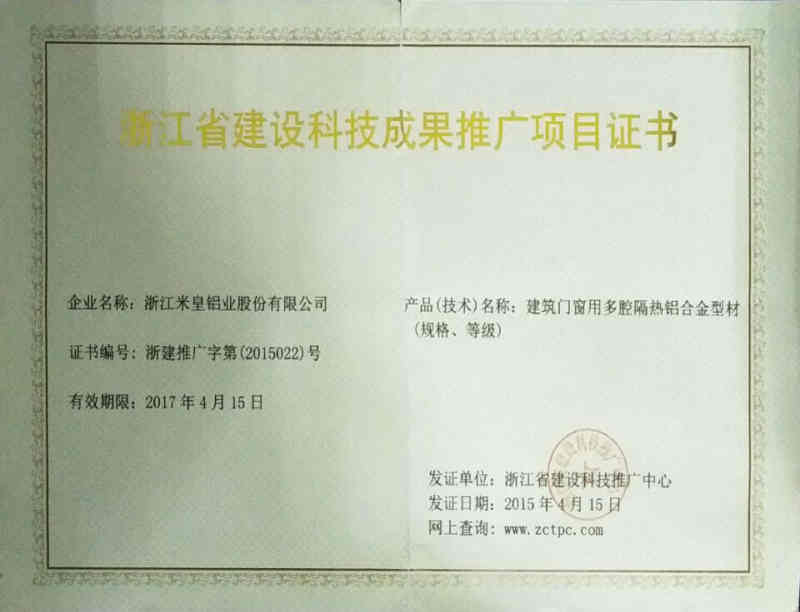 浙江省建设科技成果推广项目证书
企业名称：浙江米皇铝业股份有限公司
证书编号：浙建推广字第(2015022)号
有效期限：2017年4月15日
产品(技术)名称：建筑门窗用多腔隔热铝合金型材
(规格、等级)
发证单位：浙江省建设科技推广中心
发证日期：2015年4月15日
网上查询：www.zctpc.com